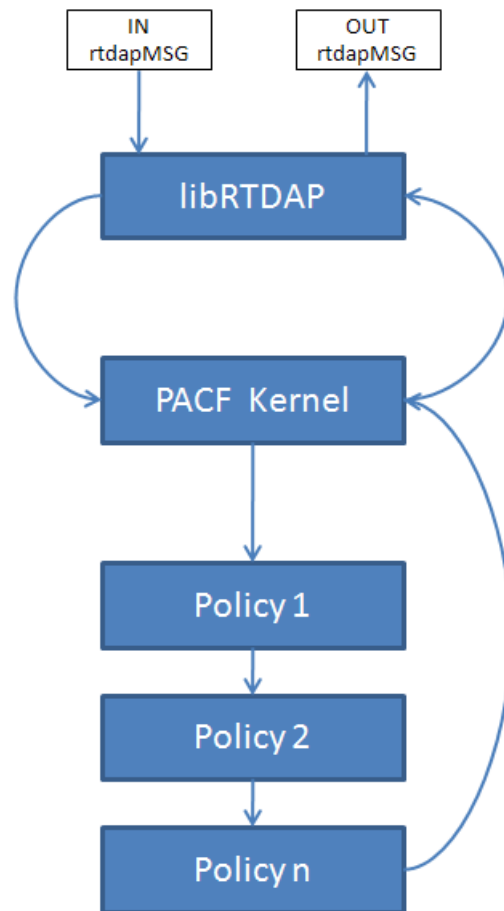 IN
rtdapMSG
OUT
rtdapMSG
libRTDAP
PACF Kernel
Policy 1
Policy 2
Policy n